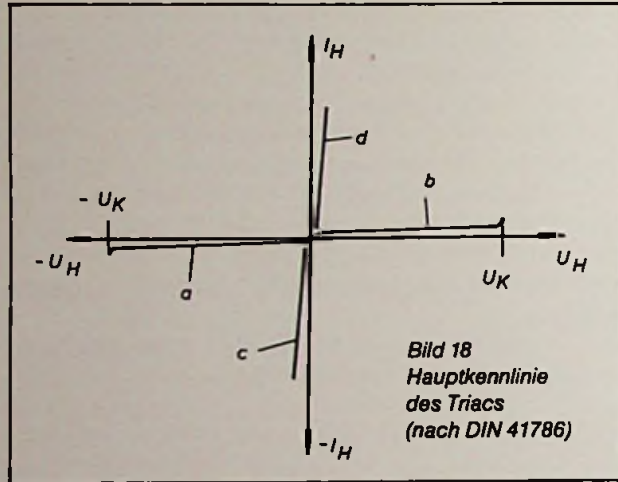 I_H
d
- U_K
b
- U_H
a
U_K
U_H
c
- I_H
Bild 18
Hauptkennlinie
des Triacs
(nach DIN 41786)